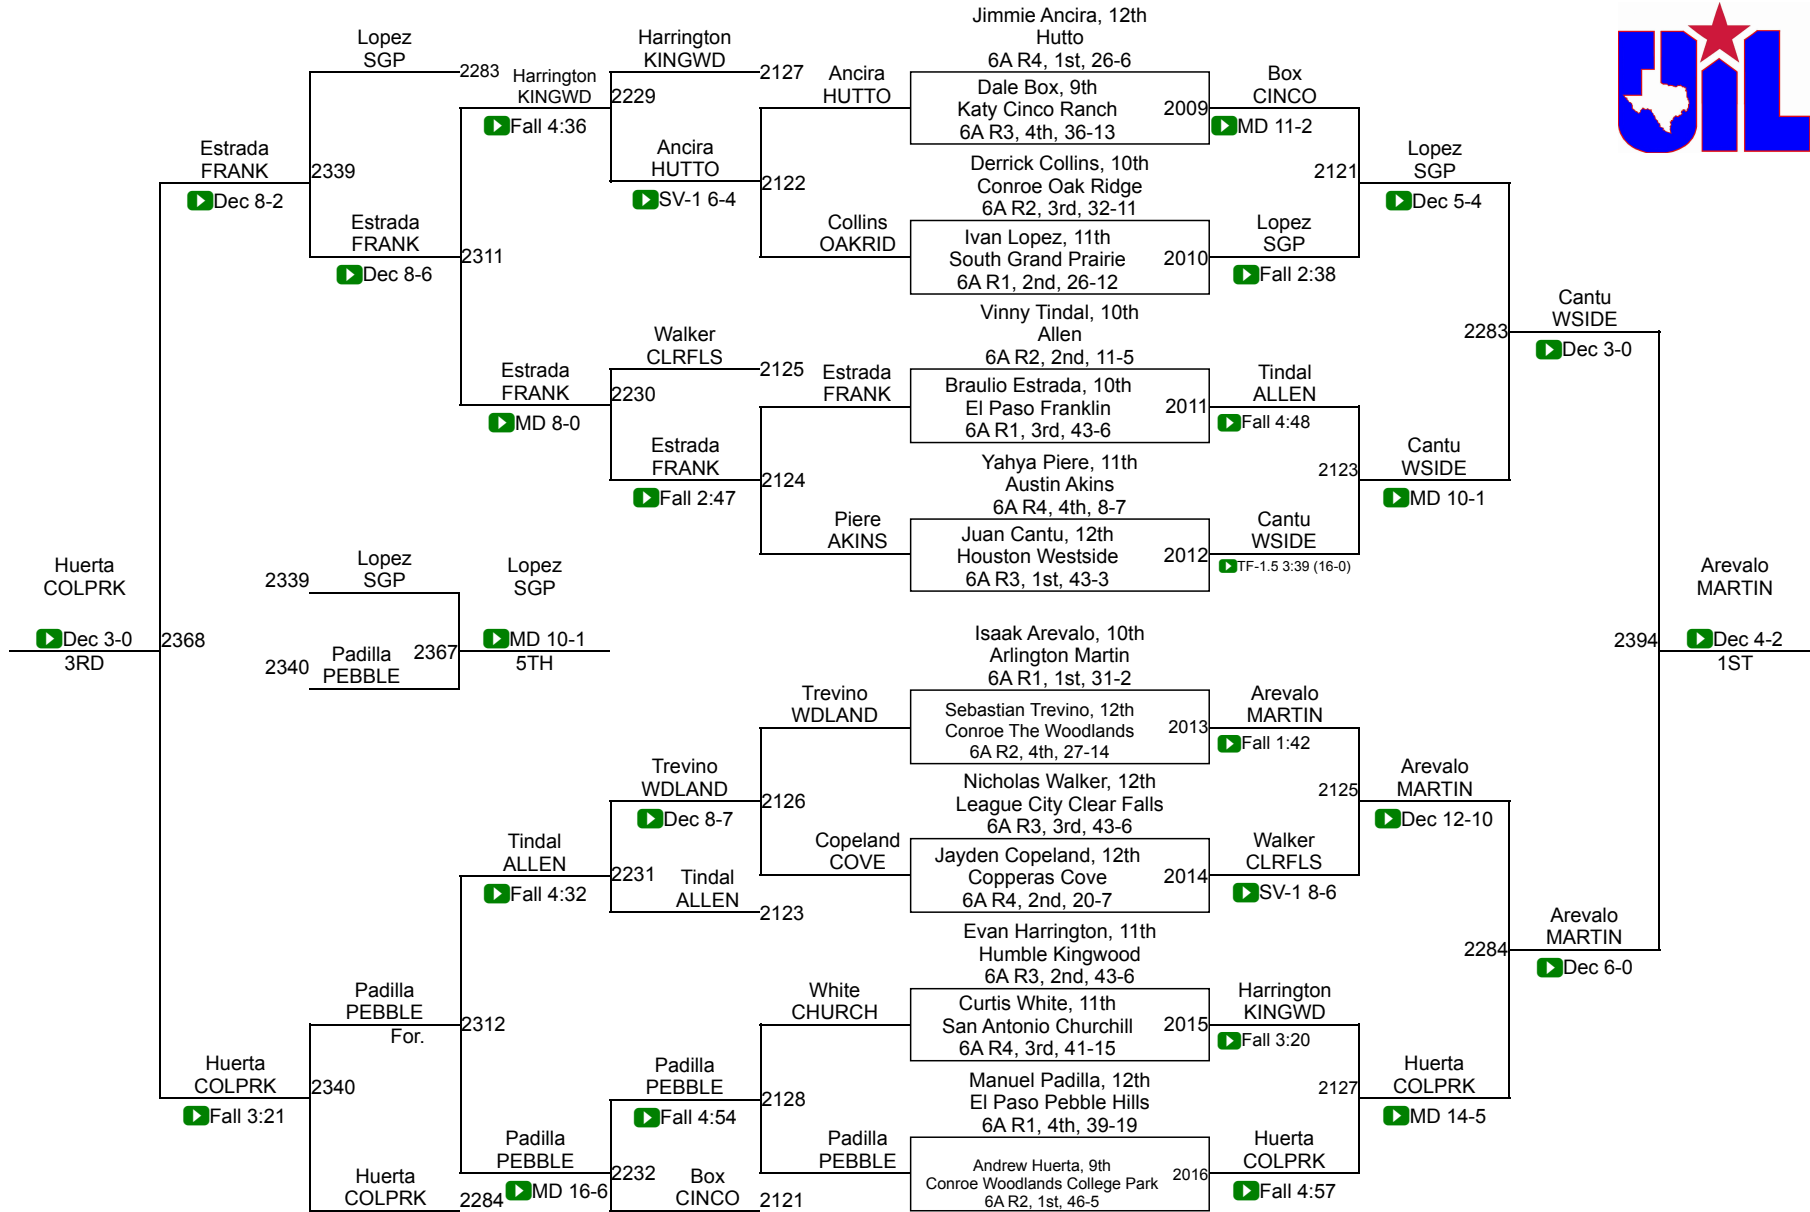 UIL
Jimmie Ancira, 12th
Hutto
6A R4, 1st, 26-6
Dale Box, 9th
Katy Cinco Ranch
6A R3, 4th, 36-13
2009
Derrick Collins, 10th
Conroe Oak Ridge
6A R2, 3rd, 32-11
Ivan Lopez, 11th
South Grand Prairie
6A R1, 2nd, 26-12
2010
Vinny Tindal, 10th
Allen
6A R2, 2nd, 11-5
Braulio Estrada, 10th
El Paso Franklin
6A R1, 3rd, 43-6
2011
Yahya Piere, 11th
Austin Akins
6A R4, 4th, 8-7
Juan Cantu, 12th
Houston Westside
6A R3, 1st, 43-3
2012
Isaak Arevalo, 10th
Arlington Martin
6A R1, 1st, 31-2
Sebastian Trevino, 12th
Conroe The Woodlands
6A R2, 4th, 27-14
2013
Nicholas Walker, 12th
League City Clear Falls
6A R3, 3rd, 43-6
Jayden Copeland, 12th
Copperas Cove
6A R4, 2nd, 20-7
2014
Evan Harrington, 11th
Humble Kingwood
6A R3, 2nd, 43-6
Curtis White, 11th
San Antonio Churchill
6A R4, 3rd, 41-15
2015
Manuel Padilla, 12th
El Paso Pebble Hills
6A R1, 4th, 39-19
Andrew Huerta, 9th
Conroe Woodlands College Park
6A R2, 1st, 46-5
2016
Box
CINCO
MD 11-2
Lopez
SGP
Fall 2:38
Tindal
ALLEN
Fall 4:48
Cantu
WSIDE
TF-1.5 3:39 (16-0)
Arevalo
MARTIN
Fall 1:42
Walker
CLRFLS
SV-1 8-6
Harrington
KINGWD
Fall 3:20
Huerta
COLPRK
Fall 4:57
2121
Lopez
SGP
Dec 5-4
2123
Cantu
WSIDE
MD 10-1
2125
Arevalo
MARTIN
Dec 12-10
2127
Huerta
COLPRK
MD 14-5
2283
Cantu
WSIDE
Dec 3-0
2284
Arevalo
MARTIN
Dec 6-0
2394
Arevalo
MARTIN
Dec 4-2
1ST
Ancira
HUTTO
Collins
OAKRID
2122
Estrada
FRANK
Piere
AKINS
2124
Trevino
WDLAND
Copeland
COVE
2126
White
CHURCH
Padilla
PEBBLE
2128
Harrington
KINGWD
2127
Ancira
HUTTO
SV-1 6-4
2229
Walker
CLRFLS
2125
Estrada
FRANK
Fall 2:47
2230
Trevino
WDLAND
Dec 8-7
2231
Tindal
ALLEN
2123
Padilla
PEBBLE
Fall 4:54
2232
Box
CINCO
2121
Harrington
KINGWD
Fall 4:36
2311
Estrada
FRANK
MD 8-0
Tindal
ALLEN
Fall 4:32
2312
Padilla
PEBBLE
MD 16-6
Lopez
SGP
2283
2339
Estrada
FRANK
Dec 8-6
Padilla
PEBBLE
For.
2340
Huerta
COLPRK
2284
Estrada
FRANK
Dec 8-2
Huerta
COLPRK
Fall 3:21
2368
Huerta
COLPRK
Dec 3-0
3RD
2339
Lopez
SGP
2340
Padilla
PEBBLE
2367
Lopez
SGP
MD 10-1
5TH